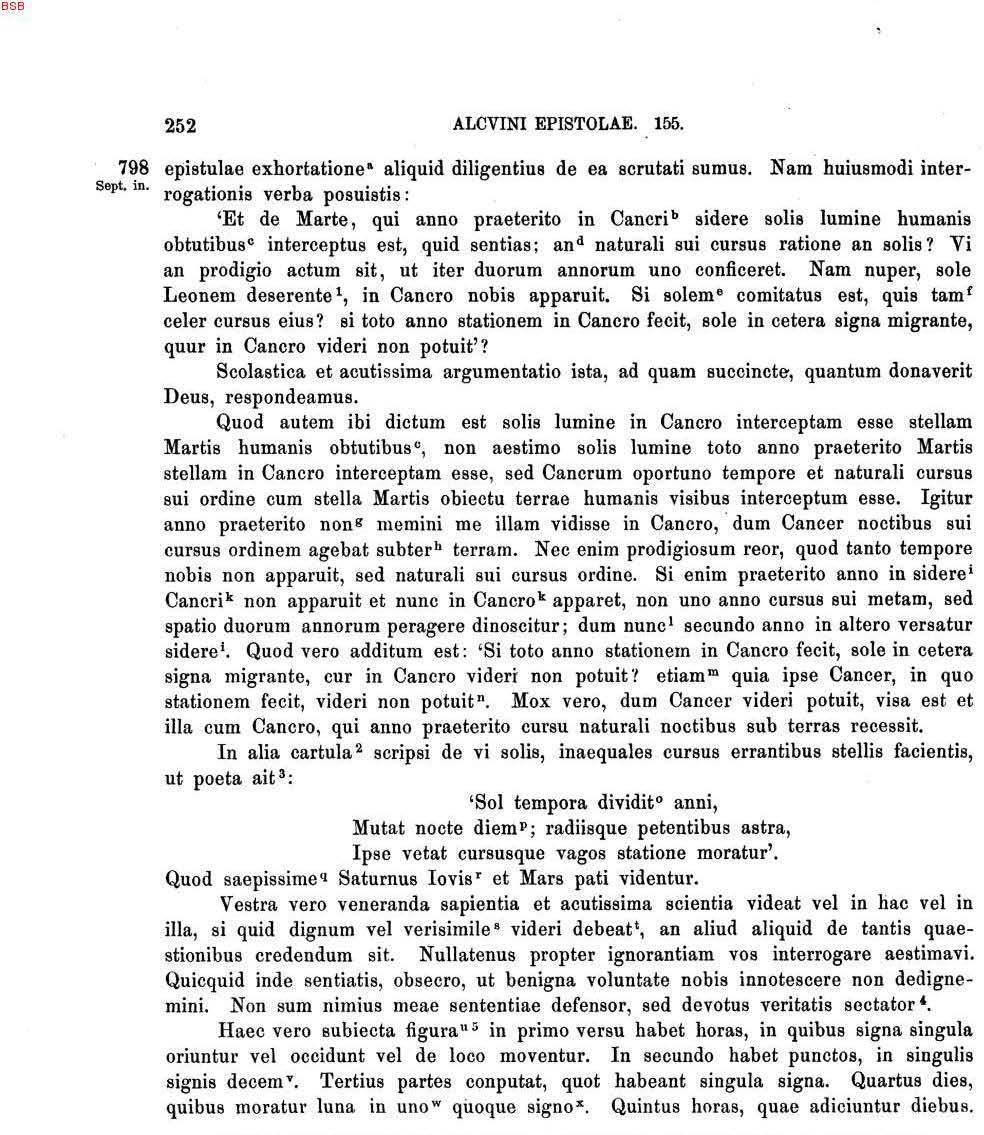 BSB
252 ALCVINI EPISTOLAE. 155.
798 epistulae exhortatione ᵃ aliquid diligentius de ea scrutati sumus. Nam huiusmodi inter-
Sept. in. rogationis verba posuistis:
‘Et de Marte, qui anno praeterito in Cancri ᵇ sidere solis lumine humanis
obtutibus ᶜ interceptus est, quid sentias; an ᵈ naturali sui cursus ratione an solis? Vi
an prodigio actum sit, ut iter duorum annorum uno conficeret. Nam nuper, sole
Leonem deserente ¹, in Cancro nobis apparuit. Si solem ᵉ comitatus est, quis tam ᶠ
celer cursus eius? si toto anno stationem in Cancro fecit, sole in cetera signa migrante,
quur in Cancro videri non potuit’?
Scolastica et acutissima argumentatio ista, ad quam succincte, quantum donaverit
Deus, respondeamus.
Quod autem ibi dictum est solis lumine in Cancro interceptam esse stellam
Martis humanis obtutibus ᶜ, non aestimo solis lumine toto anno praeterito Martis
stellam in Cancro interceptam esse, sed Cancrum oportuno tempore et naturali cursus
sui ordine cum stella Martis obiectu terrae humanis visibus interceptum esse. Igitur
anno praeterito non ᵍ memini me illam vidisse in Cancro, dum Cancer noctibus sui
cursus ordinem agebat subter ʰ terram. Nec enim prodigiosum reor, quod tanto tempore
nobis non apparuit, sed naturali sui cursus ordine. Si enim praeterito anno in sidere ⁱ
Cancri ᵏ non apparuit et nunc in Cancro ᵏ apparet, non uno anno cursus sui metam, sed
spatio duorum annorum peragere dinoscitur; dum nunc ˡ secundo anno in altero versatur
sidere ⁱ. Quod vero additum est: ‘Si toto anno stationem in Cancro fecit, sole in cetera
signa migrante, cur in Cancro videri non potuit? etiam ᵐ quia ipse Cancer, in quo
stationem fecit, videri non potuit ⁿ. Mox vero, dum Cancer videri potuit, visa est et
illa cum Cancro, qui anno praeterito cursu naturali noctibus sub terras recessit.
In alia cartula ² scripsi de vi solis, inaequales cursus errantibus stellis facientis,
ut poeta ait ³:
‘Sol tempora dividit ᵒ anni,
Mutat nocte diem ᵖ; radiisque petentibus astra,
Ipse vetat cursusque vagos statione moratur’.
Quod saepissime ᑫ Saturnus Iovis ʳ et Mars pati videntur.
Vestra vero veneranda sapientia et acutissima scientia videat vel in hac vel in
illa, si quid dignum vel verisimile ˢ videri debeat ᵗ, an aliud aliquid de tantis quae-
stionibus credendum sit. Nullatenus propter ignorantiam vos interrogare aestimavi.
Quicquid inde sentiatis, obsecro, ut benigna voluntate nobis innotescere non dedigne-
mini. Non sum nimius meae sententiae defensor, sed devotus veritatis sectator ⁴.
Haec vero subiecta figura ᵘ ⁵ in primo versu habet horas, in quibus signa singula
oriuntur vel occidunt vel de loco moventur. In secundo habet punctos, in singulis
signis decem ᵛ. Tertius partes conputat, quot habeant singula signa. Quartus dies,
quibus moratur luna in uno ʷ quoque signo ˣ. Quintus horas, quae adiciuntur diebus.